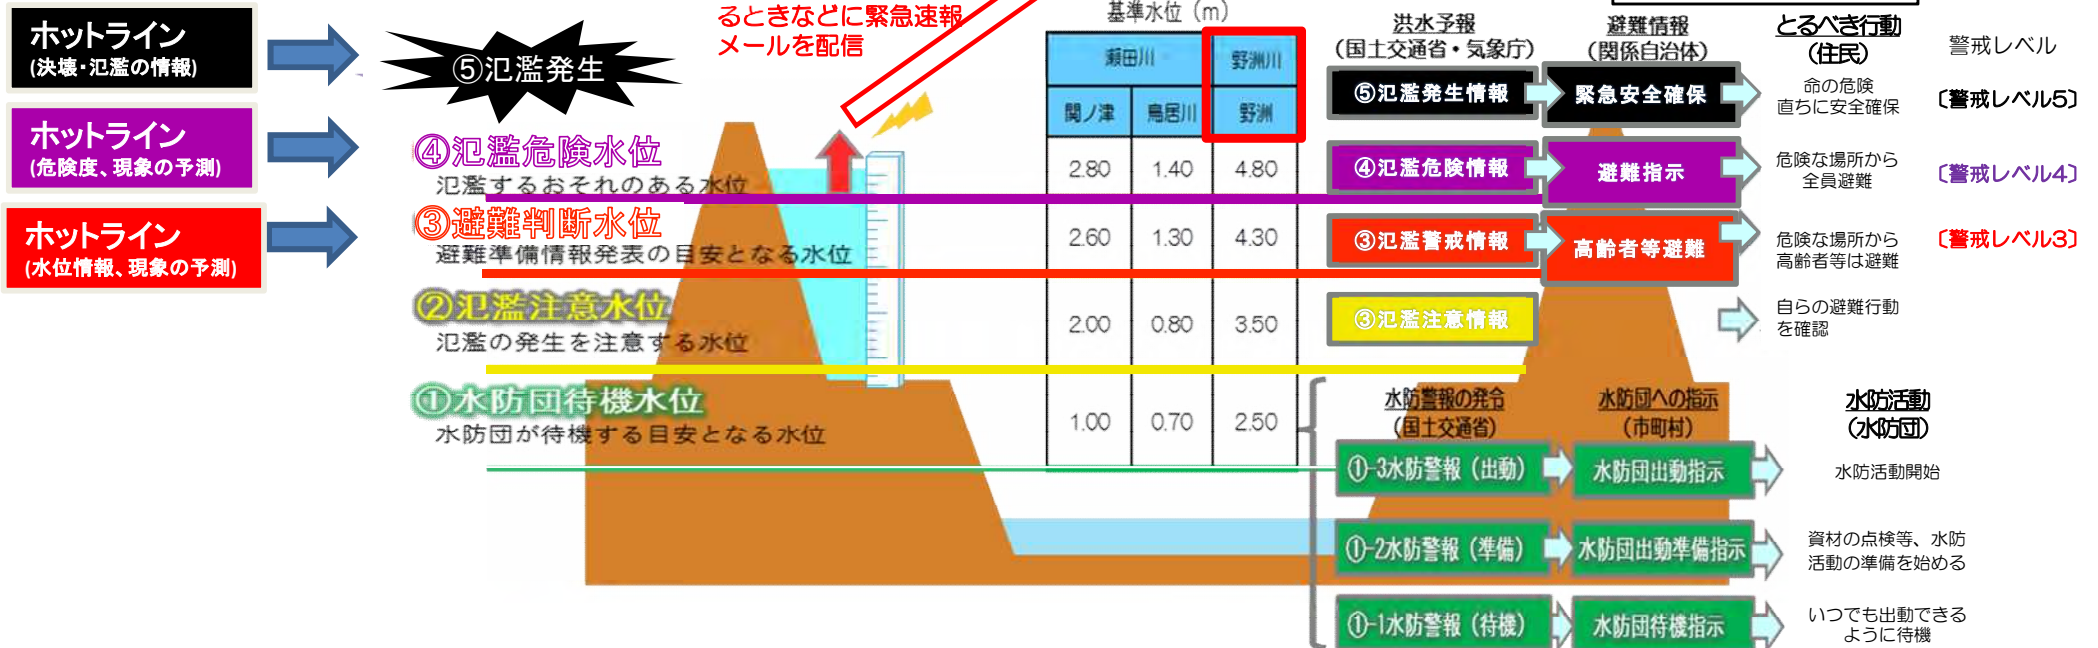 ホットライン
(決壊・氾濫の情報)
ホットライン
(危険度、現象の予測)
ホットライン
(水位情報、現象の予測)
るときなどに緊急速報
メールを配信
⑤氾濫発生
④氾濫危険水位
氾濫するおそれのある水位
③避難判断水位
避難準備情報発表の目安となる水位
②氾濫注意水位
氾濫の発生を注意する水位
①水防団待機水位
水防団が待機する目安となる水位
基準水位（m）
瀬田川 野洲川
関ノ津 鳥居川 野洲
2.80 1.40 4.80
2.60 1.30 4.30
2.00 0.80 3.50
1.00 0.70 2.50
洪水予報
（国土交通省・気象庁）
避難情報
（関係自治体）
とるべき行動
（住民）
警戒レベル
⑤氾濫発生情報
緊急安全確保
命の危険
直ちに安全確保
〔警戒レベル5〕
④氾濫危険情報
避難指示
危険な場所から
全員避難
〔警戒レベル4〕
③氾濫警戒情報
高齢者等避難
危険な場所から
高齢者等は避難
〔警戒レベル3〕
③氾濫注意情報
自らの避難行動
を確認
水防警報の発令
（国土交通省）
水防団への指示
（市町村）
水防活動
（水防団）
①-3水防警報（出動）
水防団出動指示
水防活動開始
①-2水防警報（準備）
水防団出動準備指示
資材の点検等、水防
活動の準備を始める
①-1水防警報（待機）
水防団待機指示
いつでも出動できる
ように待機